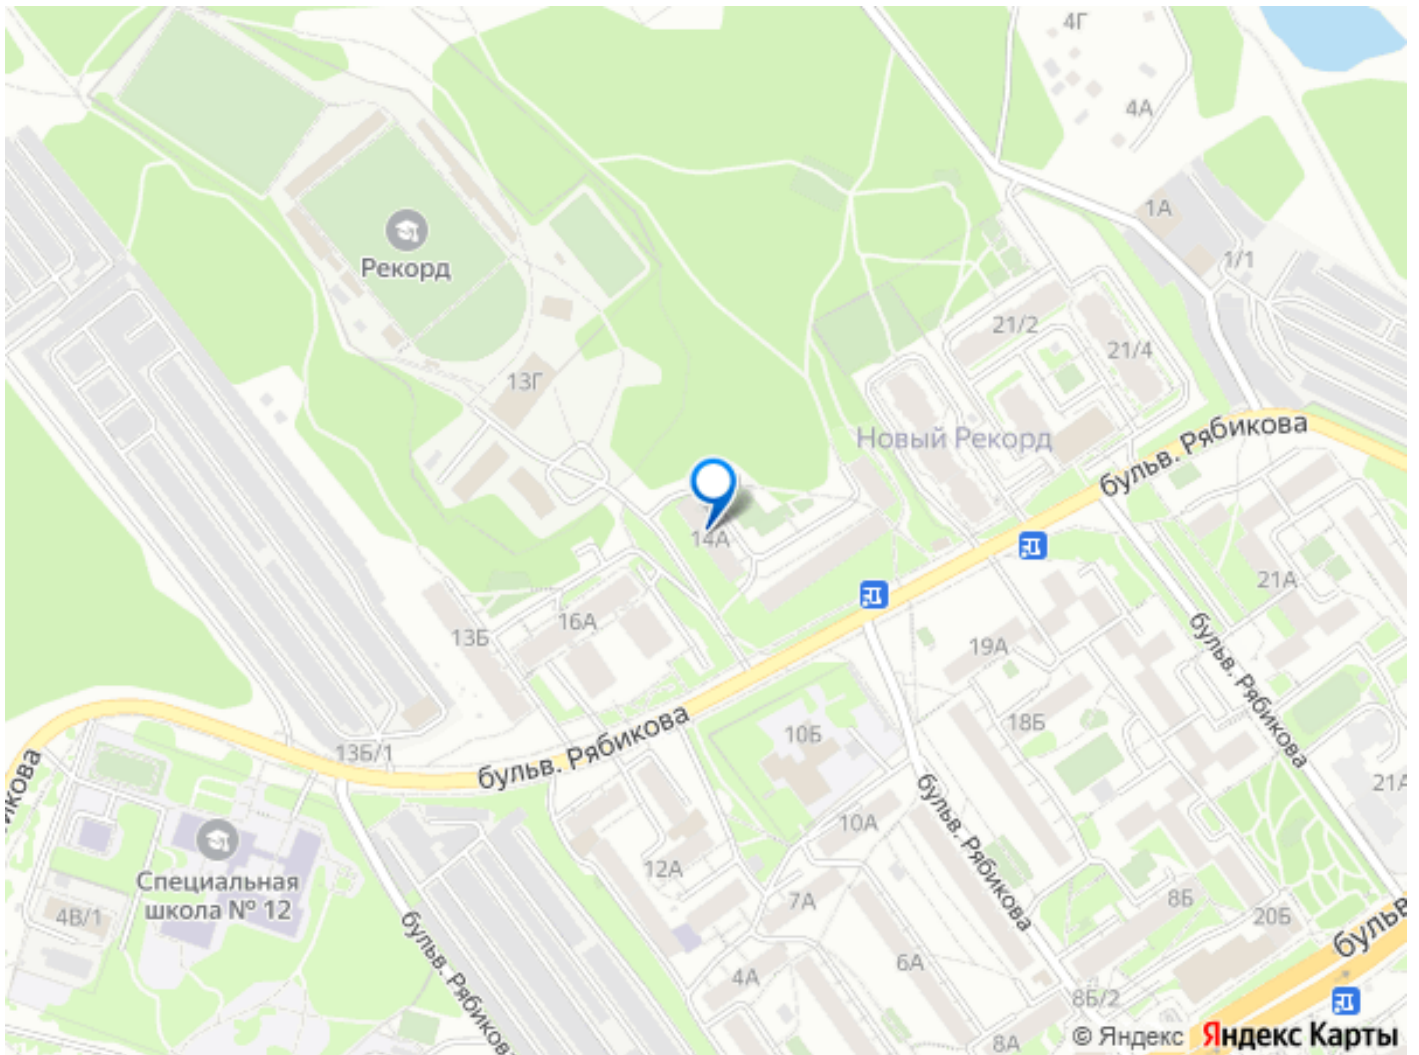 4Г
4А
1А
1/1
Рекорд
21/2
21/4
13Г
Новый Рекорд
бульв. Рябикова
14А
21А
16А
13Б
19А
бульв. Рябикова
18Б
10Б
бульв. Рябикова
13Б/1
икова
21А
бульв. Рябикова
10А
12А
Специальная
школа № 12
4В/1
7А
8Б
20Б
бульв
бульв. Рябикова
6А
4А
8Б/2
8А
© Яндекс Яндекс Карты